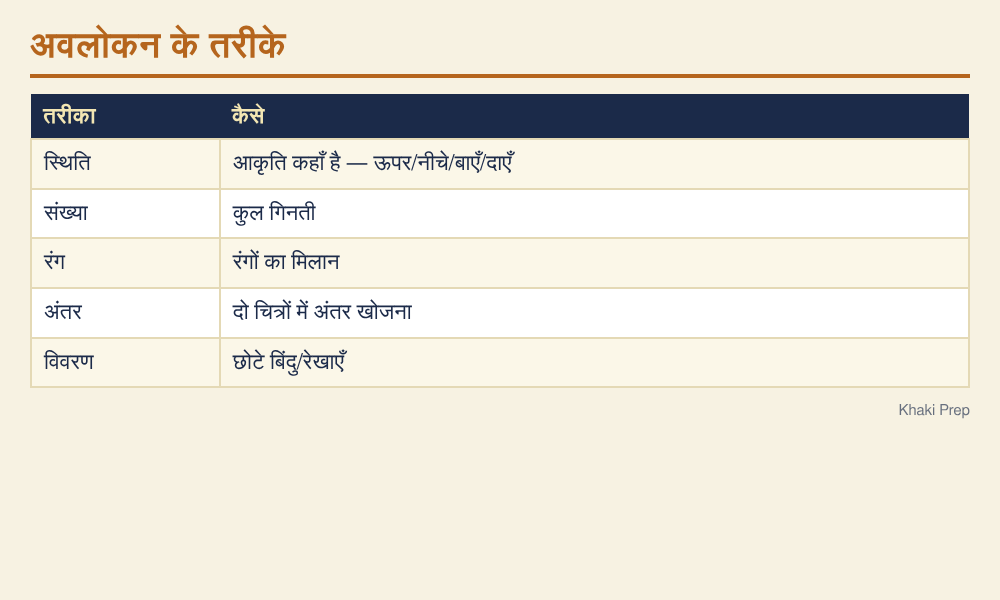 अवलोकन के तरीके
तरीका कैसे
स्थिति आकृति कहाँ है — ऊपर/नीचे/बाएँ/दाएँ
संख्या कुल गिनती
रंग रंगों का मिलान
अंतर दो चित्रों में अंतर खोजना
विवरण छोटे बिंदु/रेखाएँ
Khaki Prep